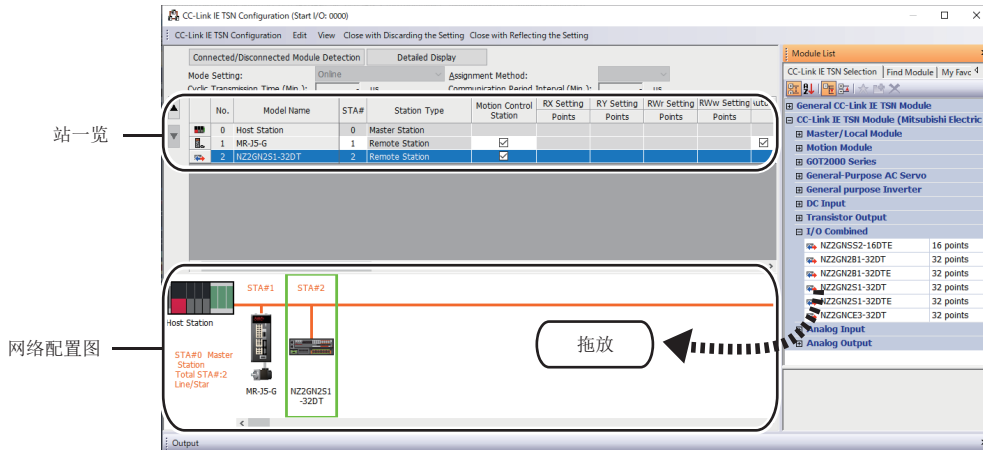 CC-Link IE TSN Configuration (Start I/O: 0000)
CC-Link IE TSN Configuration Edit View Close with Discarding the Setting Close with Reflecting the Setting
Connected/Disconnected Module Detection Detailed Display
Mode Setting: Online Assignment Method:
Cyclic Transmission Time (Min.): - us Communication Period Interval (Min.): - us
No. Model Name STA# Station Type Motion Control Station RX Setting RY Setting RWr Setting RWw Setting
Points Points Points Points
0 Host Station 0 Master Station
1 MR-J5-G 1 Remote Station
2 NZ2GN2S1-32DT 2 Remote Station
站一览
网络配置图
STA#1 STA#2
Host Station
STA#0 Master
Station
Total STA#:2
Line/Star
MR-J5-G
NZ2GN2S1
-32DT
拖放
Output
Module List
CC-Link IE TSN Selection Find Module My Favc
General CC-Link IE TSN Module
CC-Link IE TSN Module (Mitsubishi Electric
Master/Local Module
Motion Module
GOT2000 Series
General-Purpose AC Servo
General purpose Inverter
DC Input
Transistor Output
I/O Combined
NZ2GNSS2-16DTE 16 points
NZ2GN2B1-32DT 32 points
NZ2GN2B1-32DTE 32 points
NZ2GN2S1-32DT 32 points
NZ2GN2S1-32DTE 32 points
NZ2GNCE3-32DT 32 points
Analog Input
Analog Output